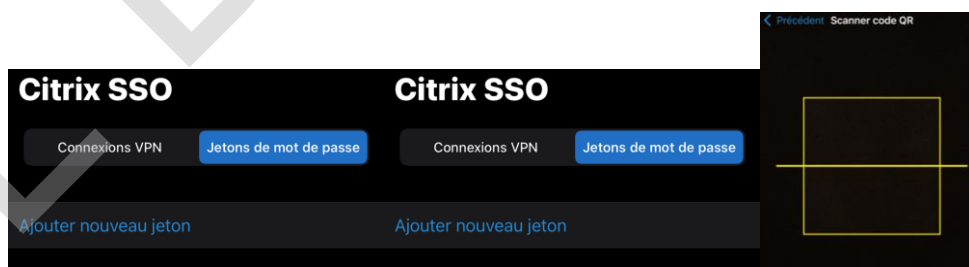 Précédent Scanner code QR
Citrix SSO
Connexions VPN Jetons de mot de passe
Ajouter nouveau jeton
Citrix SSO
Connexions VPN Jetons de mot de passe
Ajouter nouveau jeton